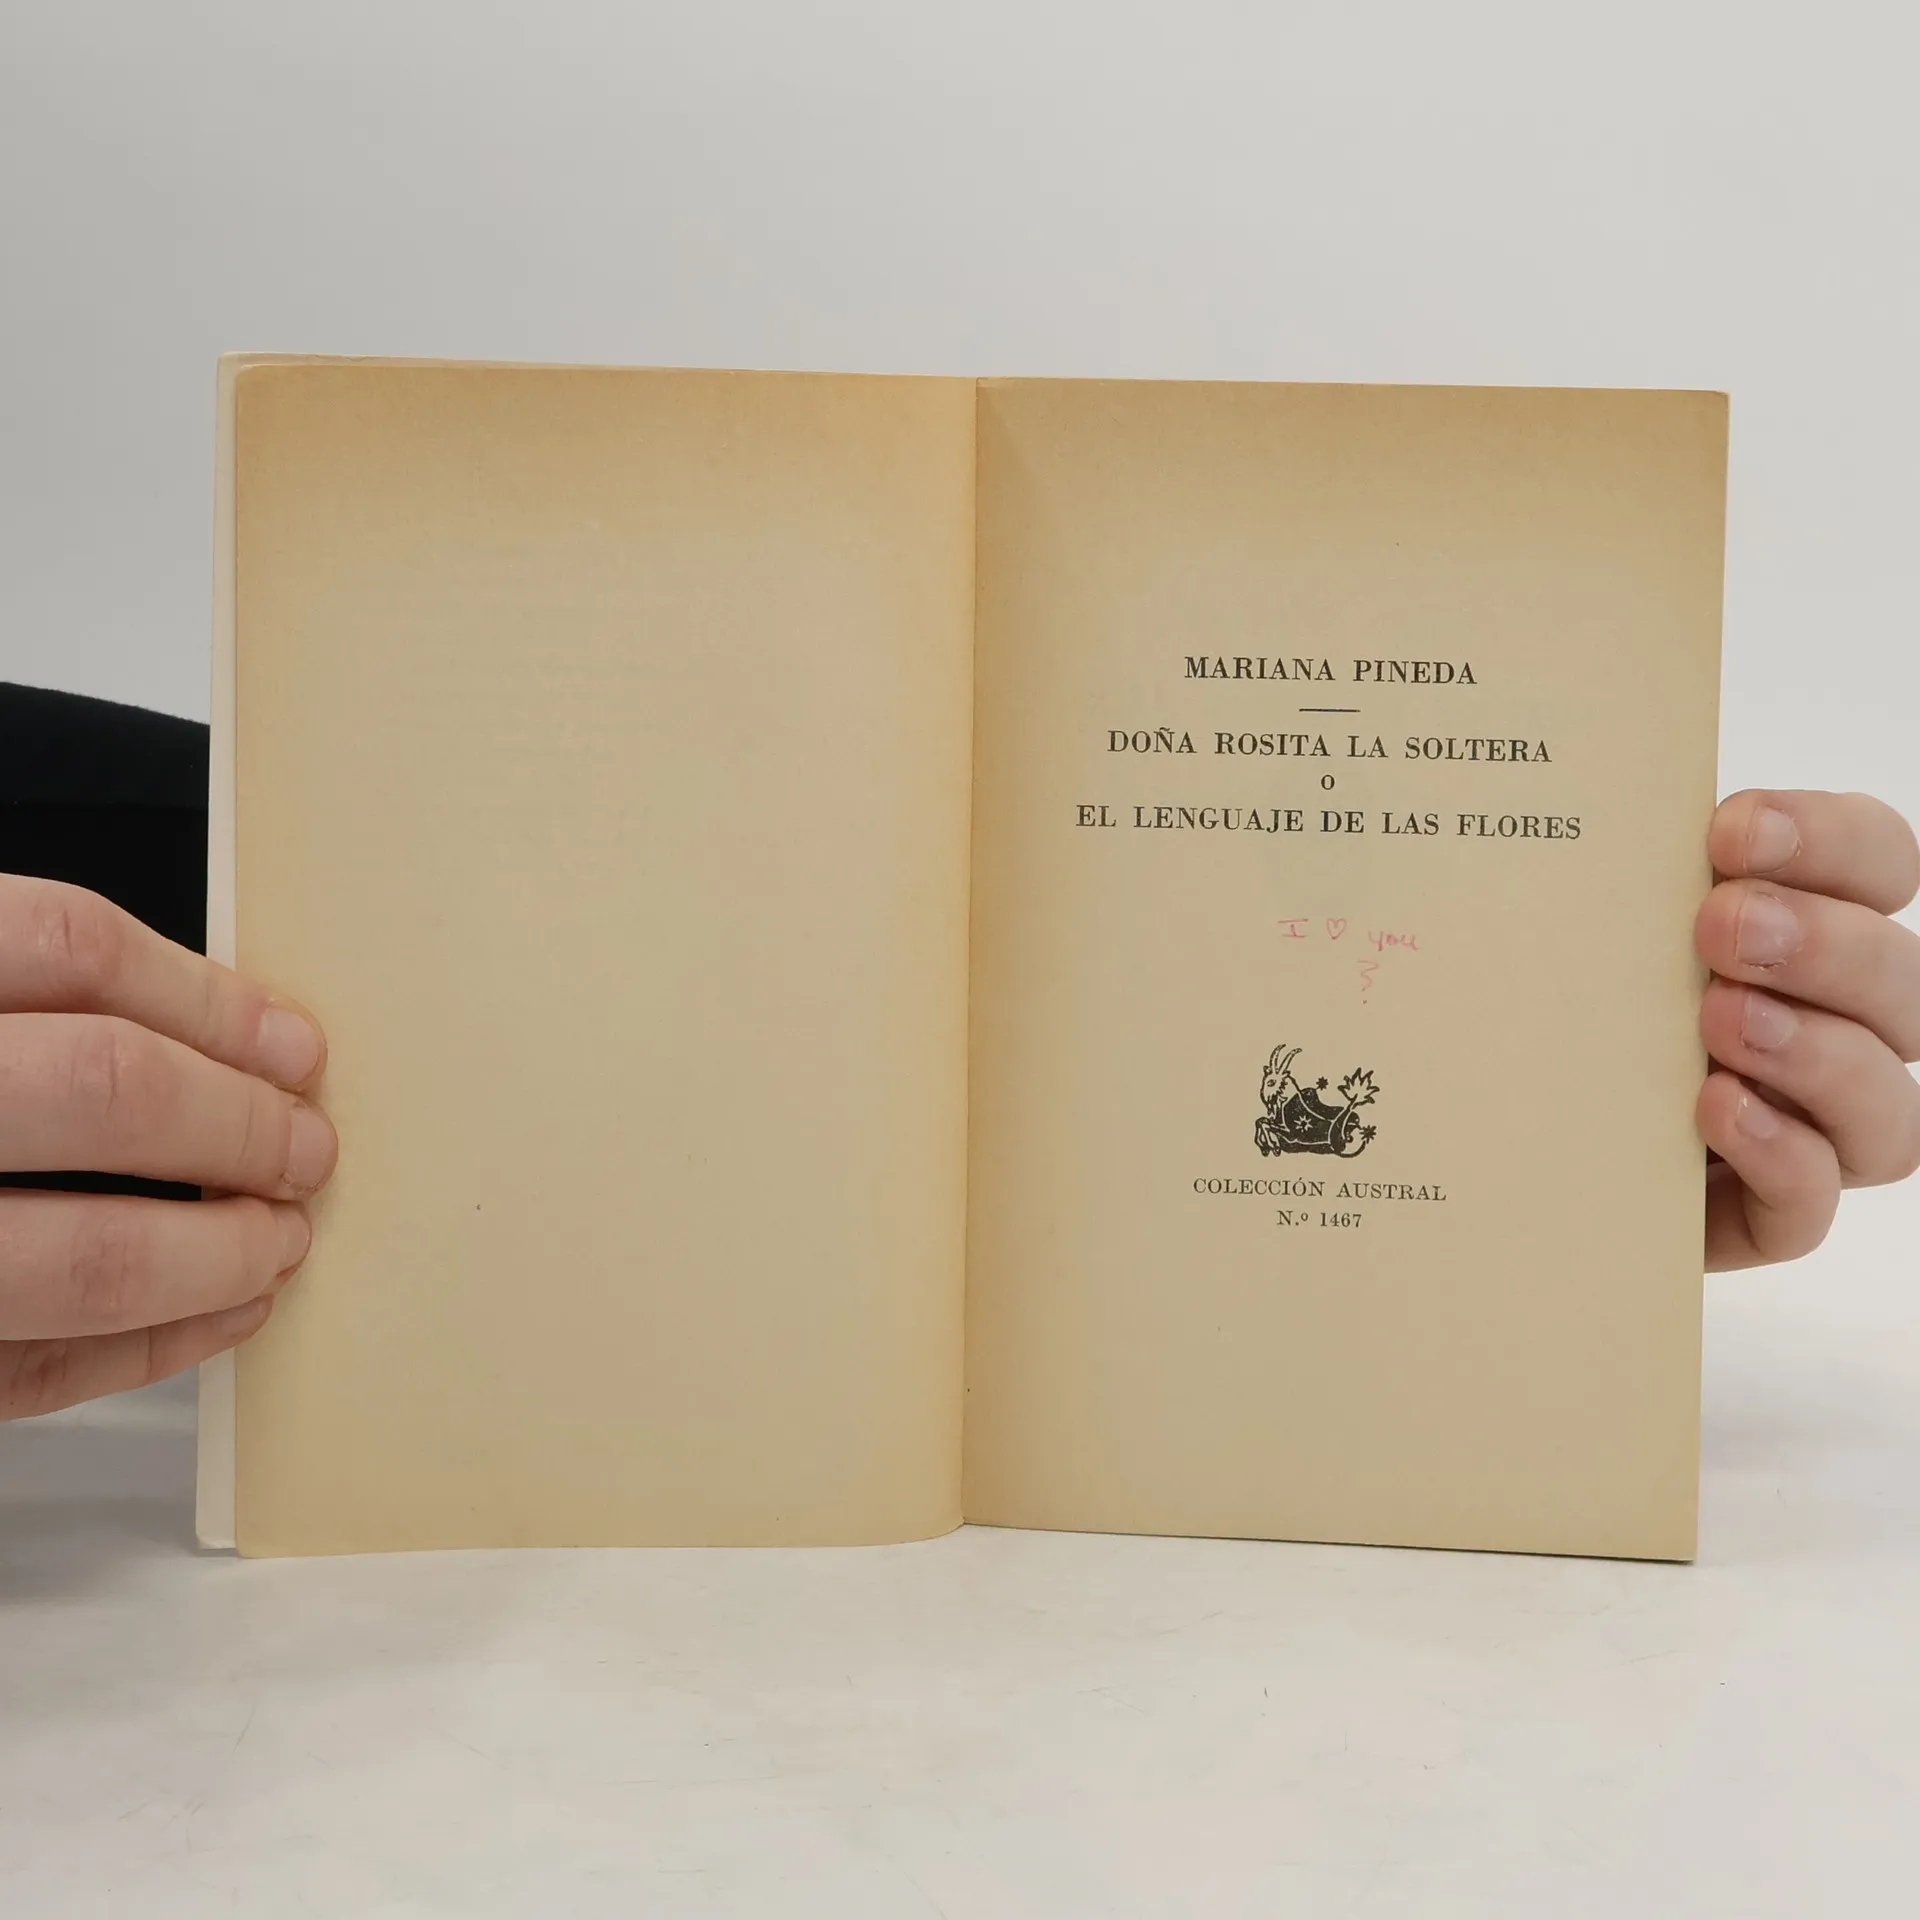 MARIANA PINEDA
DOÑA ROSITA LA SOLTERA
O
EL LENGUAJE DE LAS FLORES
I ♡ you
?
COLECCIÓN AUSTRAL
N.º 1467